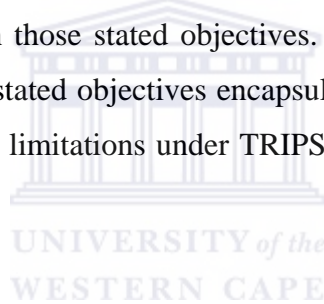 those stated objectives.
stated objectives encapsul
limitations under TRIPS
UNIVERSITY of the
WESTERN CAPE